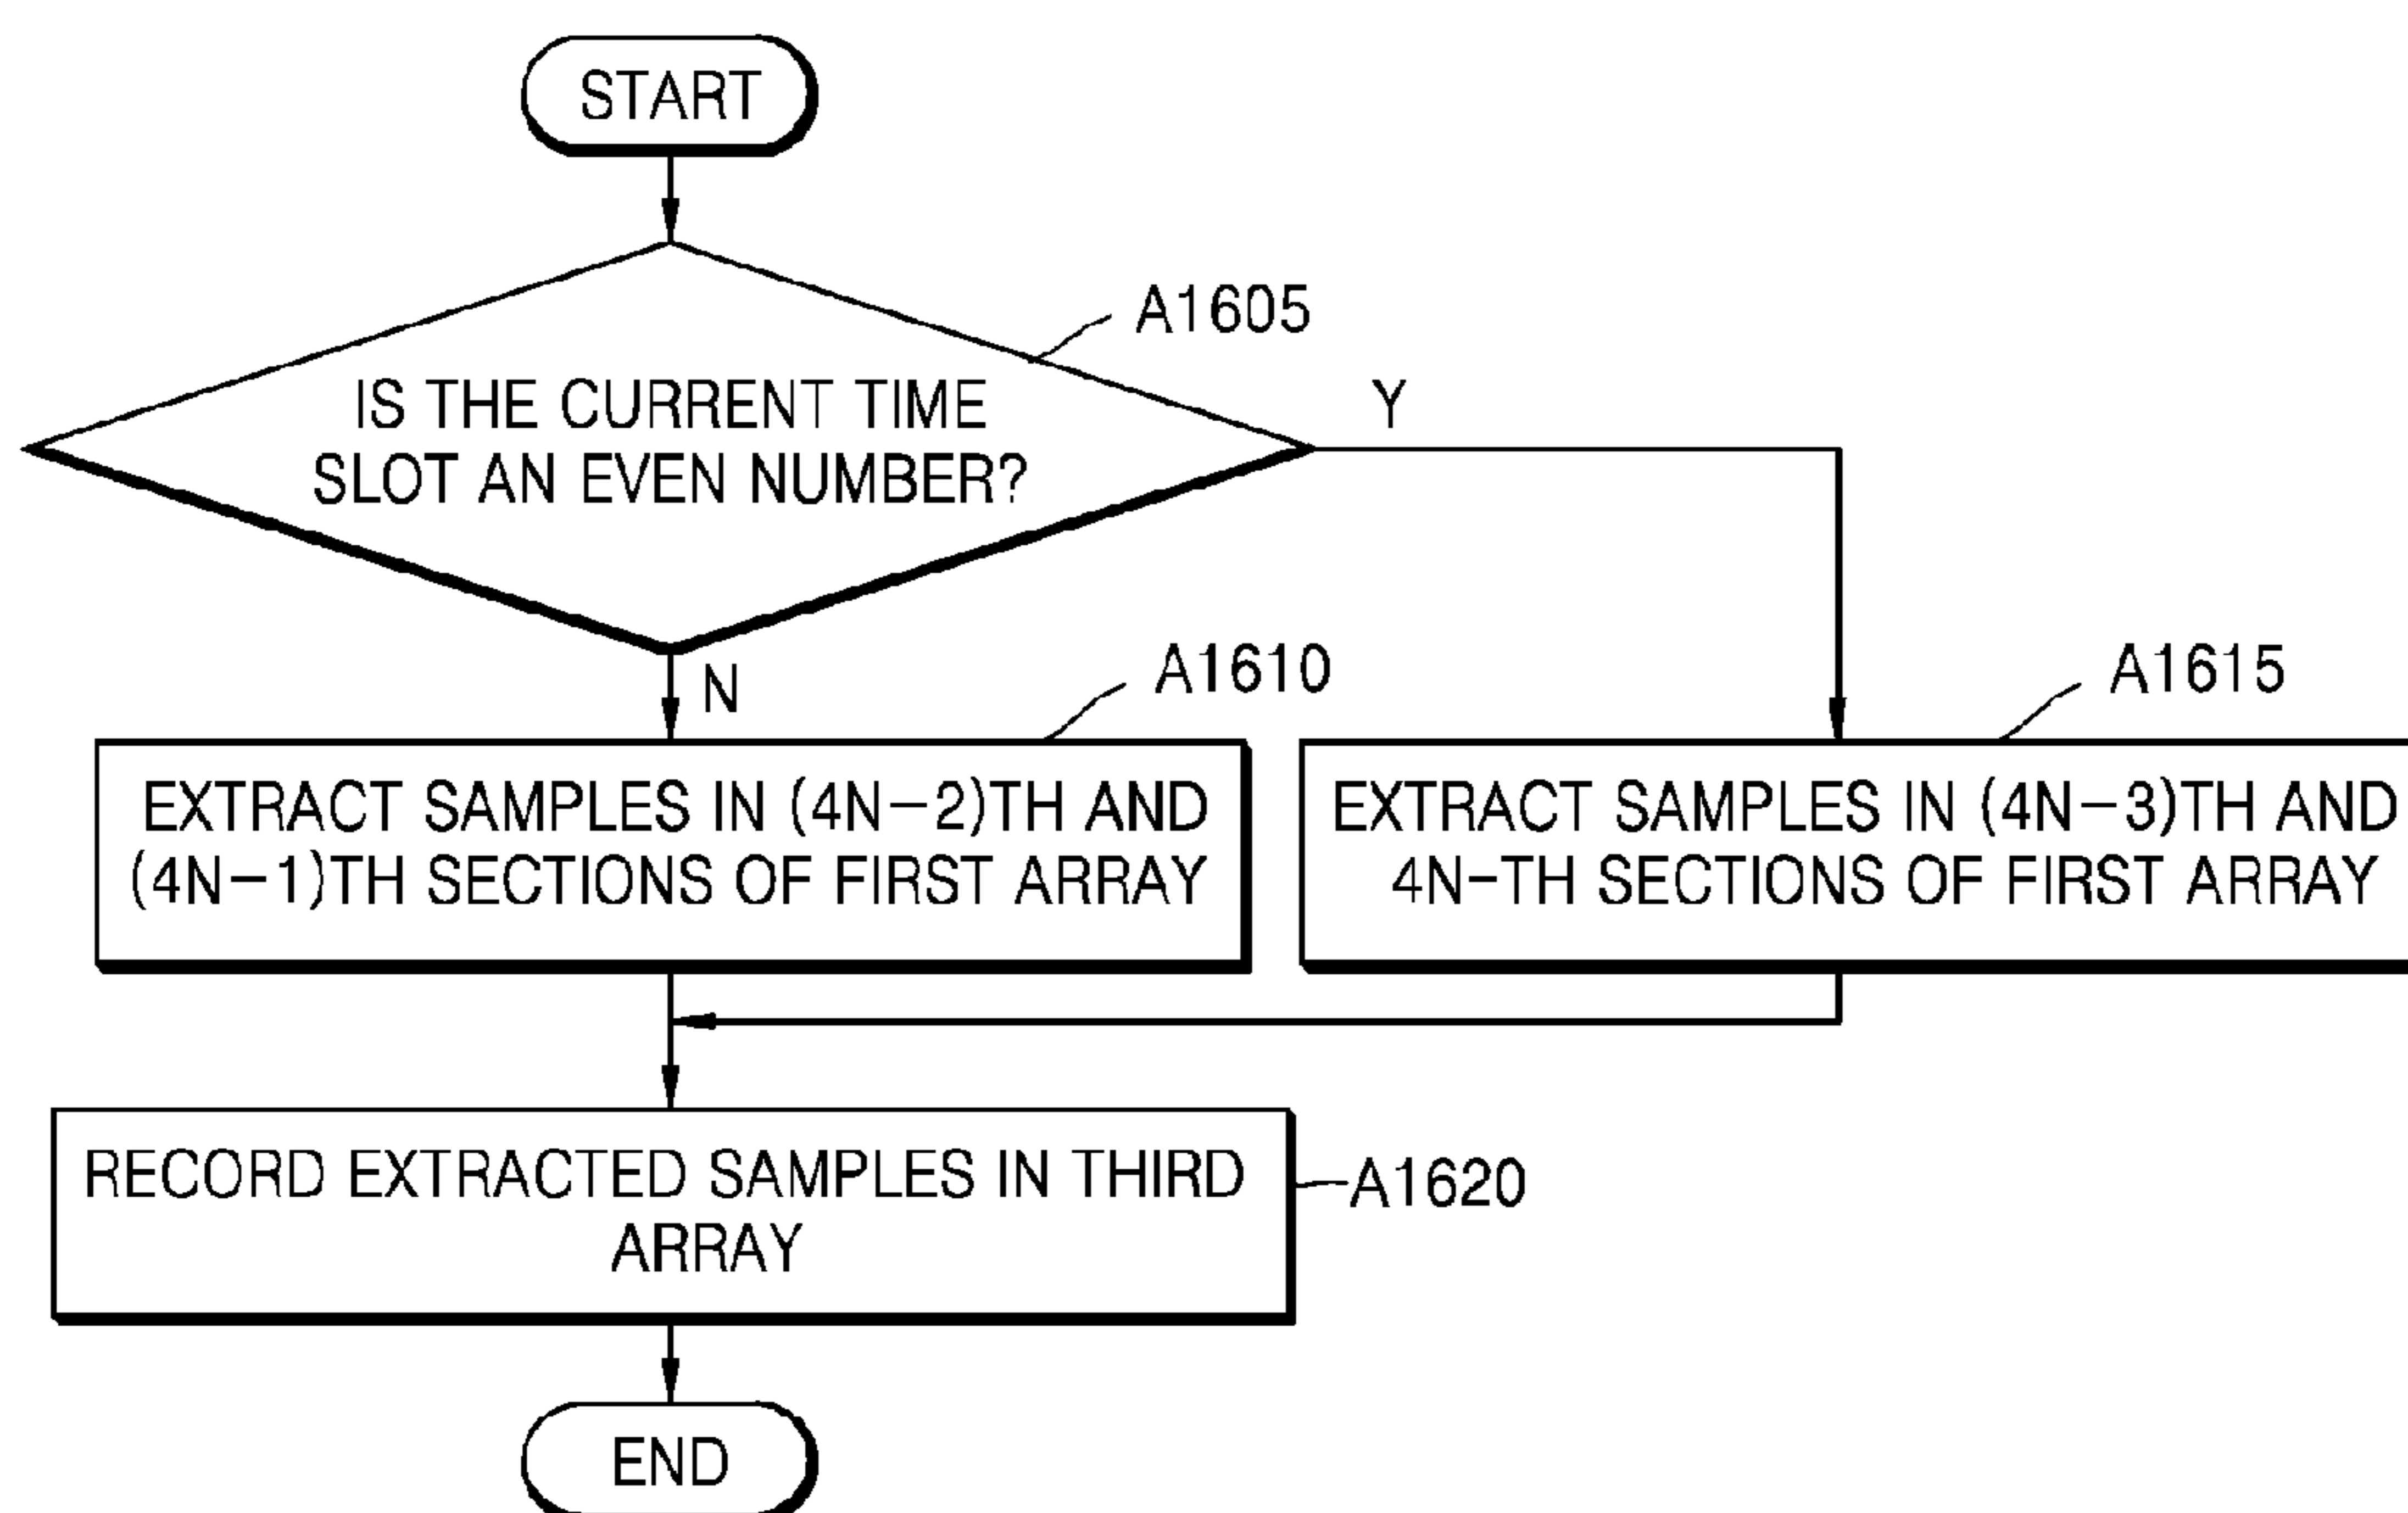 START
A1605
IS THE CURRENT TIME
SLOT AN EVEN NUMBER?
Y
N
A1610
A1615
EXTRACT SAMPLES IN (4N-2)TH AND
(4N-1)TH SECTIONS OF FIRST ARRAY
EXTRACT SAMPLES IN (4N-3)TH AND
4N-TH SECTIONS OF FIRST ARRAY
RECORD EXTRACTED SAMPLES IN THIRD
ARRAY
A1620
END